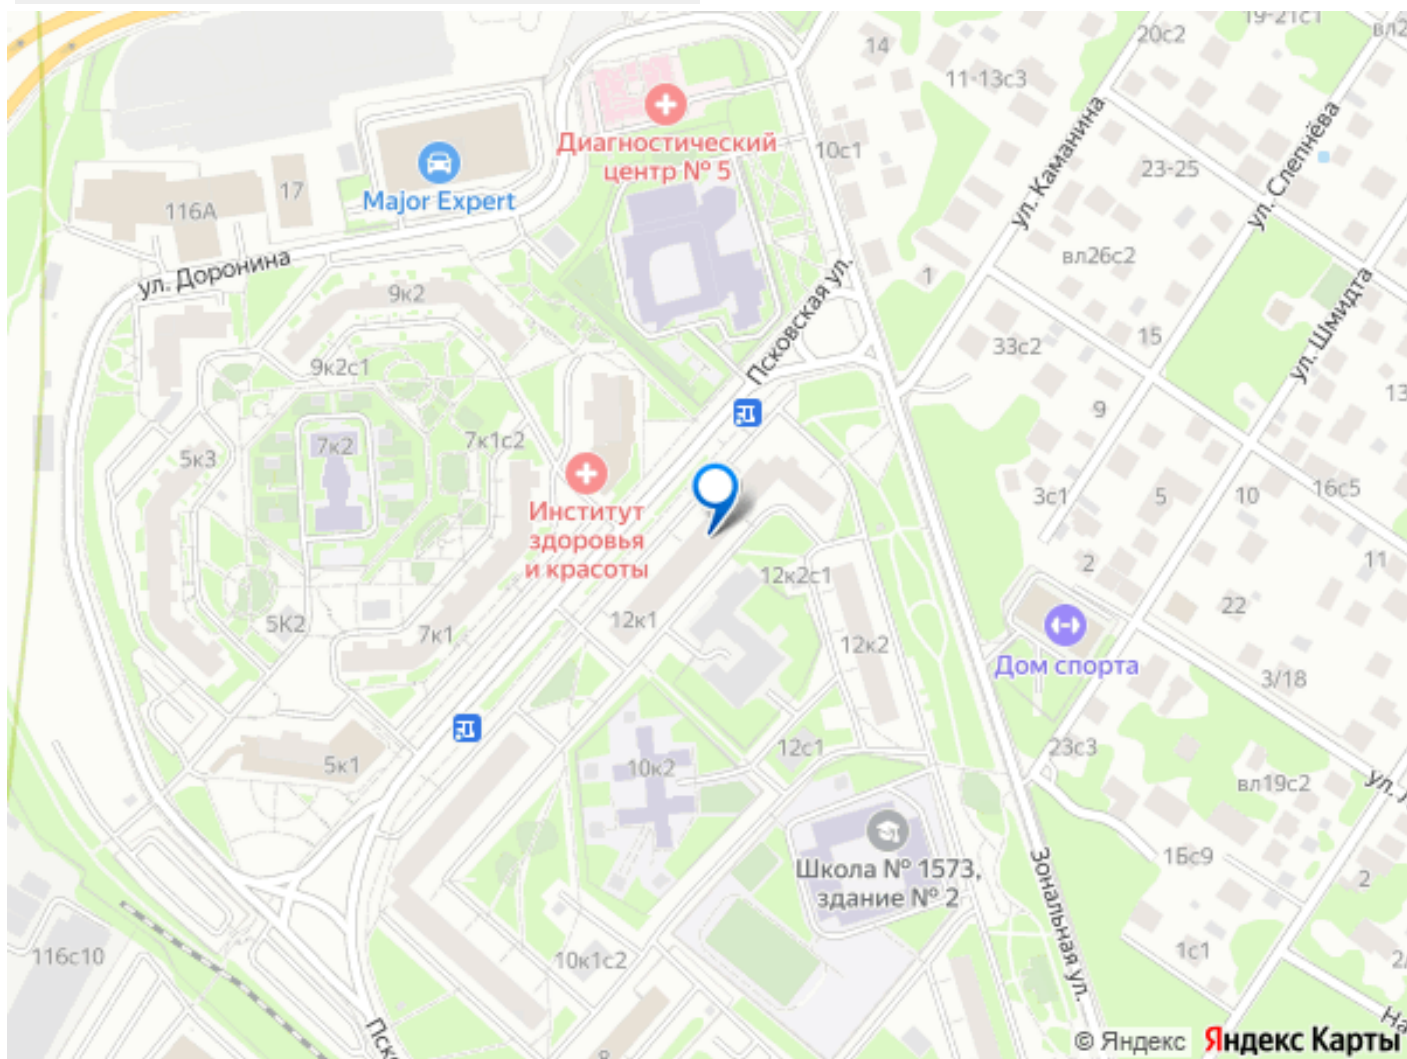 19-21с1
20с2
14
11-13с3
ул. Каманина
ул. Слепнёва
23-25
Диагностический
центр № 5
10с1
Major Expert
17
116А
ул. Доронина
вл26с2
1
ул. Шмидта
9к2
Псковская ул.
33с2
15
9к2с1
13
9
7к2
7к1с2
5к3
3с1
5
10
16с5
Институт
здоровья
и красоты
2
11
12к2с1
22
5К2
7к1
12к1
12к2
Дом спорта
3/18
12с1
23с3
5к1
10к2
вл19с2
Школа № 1573,
здание № 2
1Бс9
2
Зональная ул.
116с10
10к1с2
1с1
© Яндекс Яндекс Карты